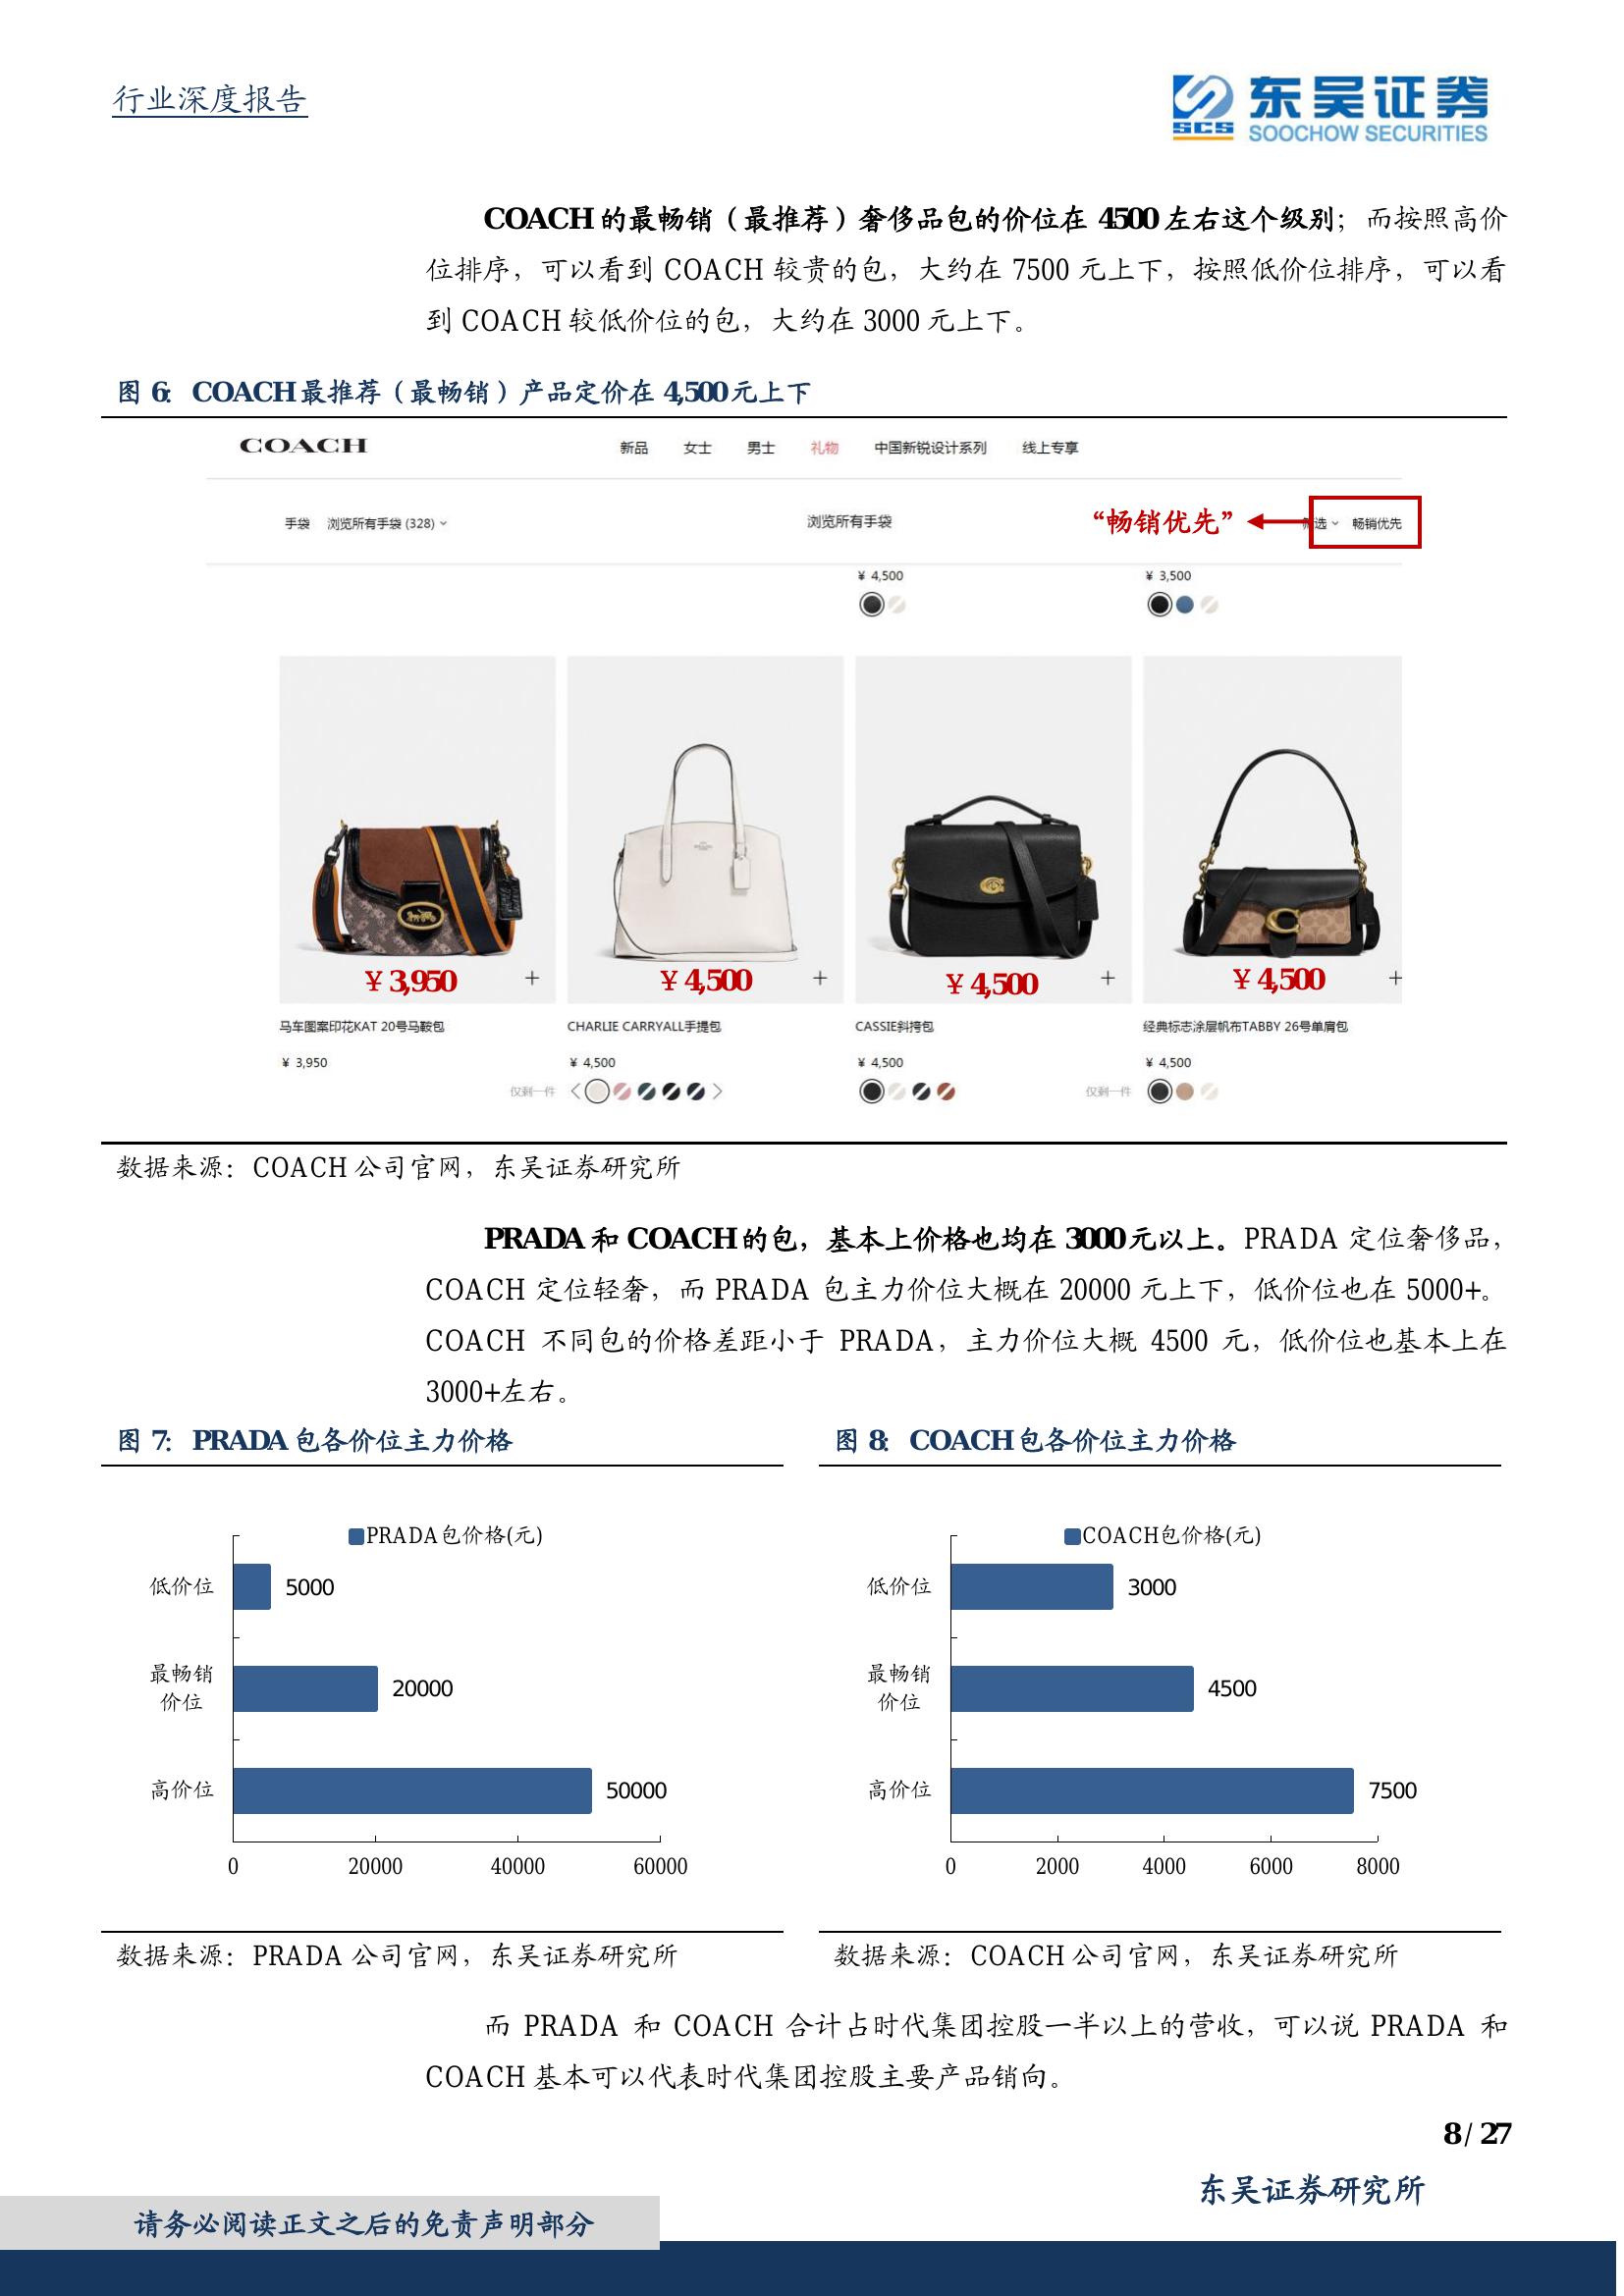 行业深度报告
东吴证券
SCS
SOOCHOW SECURITIES
COACH 的最畅销（最推荐）奢侈品包的价位在 4500 左右这个级别；而按照高价
位排序，可以看到 COACH 较贵的包，大约在 7500 元上下，按照低价位排序，可以看
到 COACH 较低价位的包，大约在 3000 元上下。
图 6：COACH 最推荐（最畅销）产品定价在 4,500 元上下
COACH
新品 女士 男士 礼物 中国新锐设计系列 线上专享
手袋 浏览所有手袋 (328) 浏览所有手袋 “畅销优先” 选 畅销优先
¥ 4,500 ¥ 3,500
￥3,950 ￥4,500 ￥4,500 ￥4,500
马车图案印花KAT 20号马鞍包 CHARLIE CARRYALL手提包 CASSIE斜挎包 经典标志涂层帆布TABBY 26号单肩包
¥ 3,950 ¥ 4,500 ¥ 4,500 ¥ 4,500
仅剩一件 仅剩一件
数据来源：COACH 公司官网，东吴证券研究所
PRADA 和 COACH 的包，基本上价格也均在 3000 元以上。PRADA 定位奢侈品，
COACH 定位轻奢，而 PRADA 包主力价位大概在 20000 元上下，低价位也在 5000+。
COACH 不同包的价格差距小于 PRADA，主力价位大概 4500 元，低价位也基本上在
3000+左右。
图 7：PRADA 包各价位主力价格
PRADA包价格(元)
低价位 5000
最畅销
价位 20000
高价位 50000
0 20000 40000 60000
数据来源：PRADA 公司官网，东吴证券研究所
图 8：COACH 包各价位主力价格
COACH包价格(元)
低价位 3000
最畅销
价位 4500
高价位 7500
0 2000 4000 6000 8000
数据来源：COACH 公司官网，东吴证券研究所
而 PRADA 和 COACH 合计占时代集团控股一半以上的营收，可以说 PRADA 和
COACH 基本可以代表时代集团控股主要产品销向。
8 / 27
东吴证券研究所
请务必阅读正文之后的免责声明部分